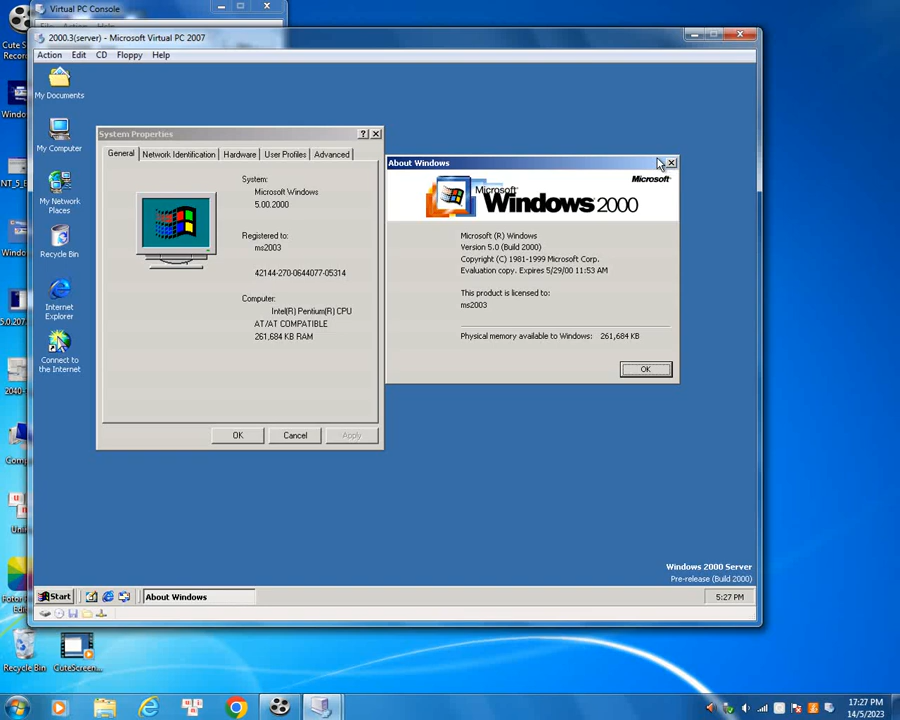 Virtual PC Console
2000.3(server) - Microsoft Virtual PC 2007
Action Edit CD Floppy Help
My Documents
My Computer
My Network
Places
Recycle Bin
Internet
Explorer
Connect to
the Internet
System Properties
General Network Identification Hardware User Profiles Advanced
System:
Microsoft Windows
5.00.2000
Registered to:
ms2003
42144-270-0644077-05314
Computer:
Intel(R) Pentium(R) CPU
AT/AT COMPATIBLE
261,684 KB RAM
OK Cancel Apply
About Windows
Microsoft
Microsoft
Windows 2000
Microsoft (R) Windows
Version 5.0 (Build 2000)
Copyright (C) 1981-1999 Microsoft Corp.
Evaluation copy. Expires 5/29/00 11:53 AM
This product is licensed to:
ms2003
Physical memory available to Windows: 261,684 KB
OK
Windows 2000 Server
Pre-release (Build 2000)
Start About Windows 5:27 PM
Recycle Bin
CuteScreen...
17:27 PM
14/5/2023